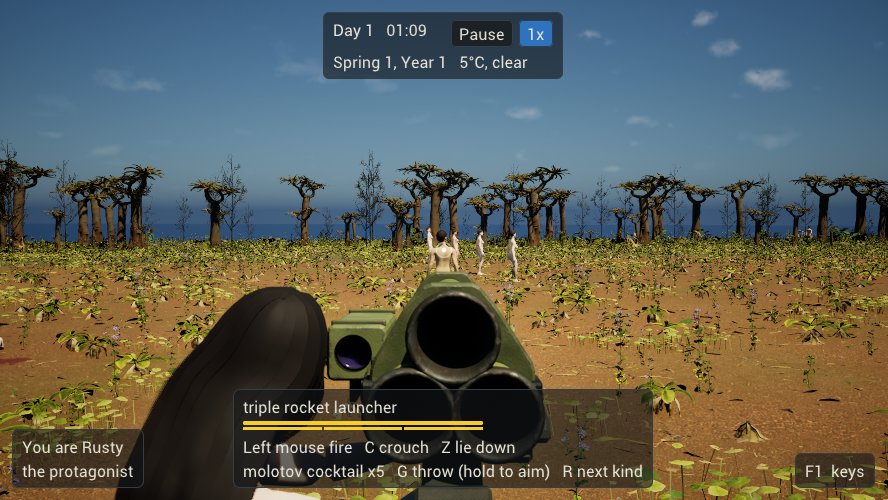 Day 1 01:09 Pause 1x
Spring 1, Year 1 5°C, clear
triple rocket launcher
Left mouse fire C crouch Z lie down
molotov cocktail x5 G throw (hold to aim) R next kind
You are Rusty
the protagonist
F1 keys